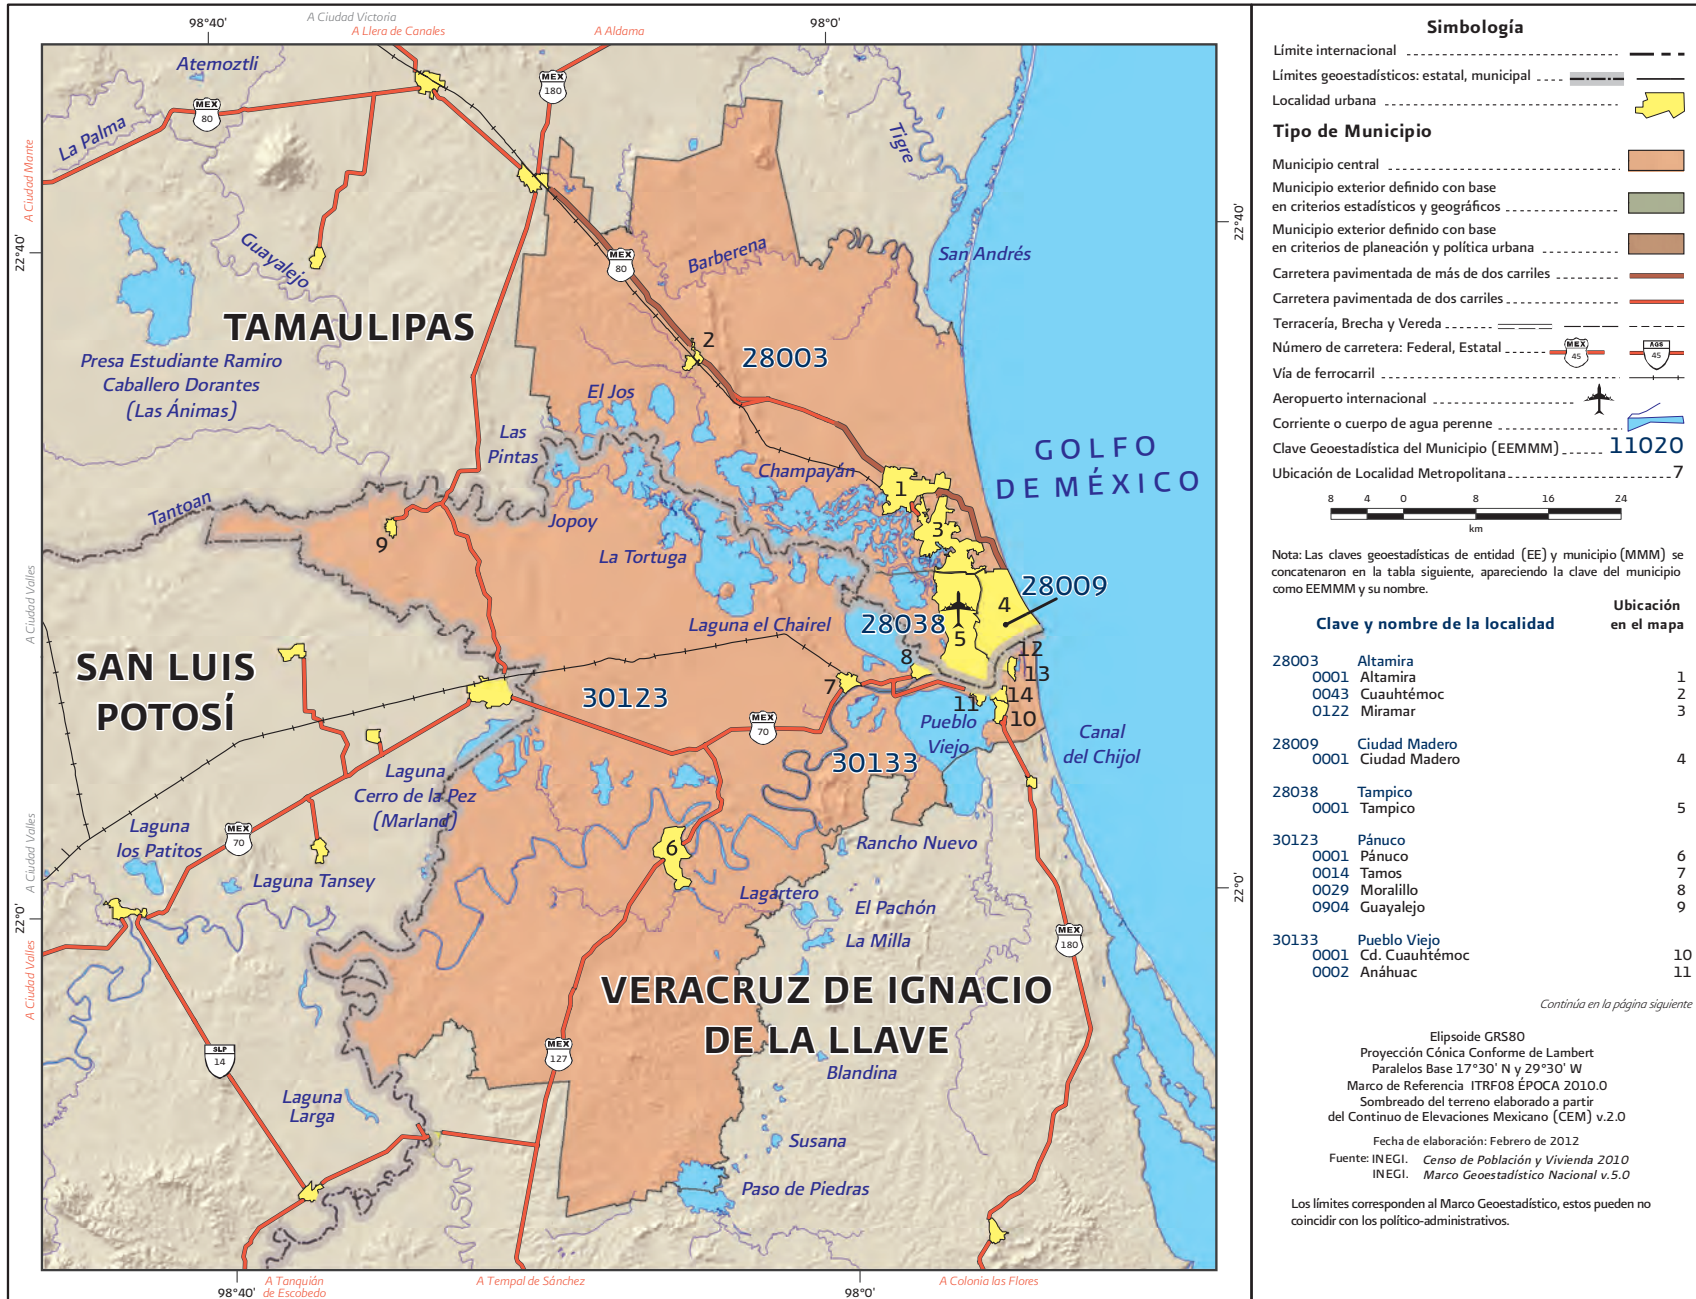 98°40'
A Ciudad Victoria
A Llera de Canales
A Aldama
98°0'
Atemoztli
MEX
80
MEX
180
La Palma
A Ciudad Mante
Tigre
22°40'
22°40'
Guayalejo
Barberena
San Andrés
MEX
80
TAMAULIPAS
Presa Estudiante Ramiro
Caballero Dorantes
(Las Ánimas)
2
28003
El Jos
Las
Pintas
Champayán
GOLFO
DE MÉXICO
1
Tantoan
Jopoy
3
9
La Tortuga
A Ciudad Valles
28009
4
28038
Laguna el Chairel
5
SAN LUIS
POTOSÍ
8
12
13
7
30123
14
11
10
MEX
70
Pueblo
Viejo
Canal
del Chijol
30133
Laguna
Cerro de la Pez
(Marland)
Laguna
los Patitos
MEX
70
A Ciudad Valles
6
Rancho Nuevo
Laguna Tansey
Lagartero
El Pachón
22°0'
22°0'
La Milla
MEX
180
A Ciudad Valles
VERACRUZ DE IGNACIO
DE LA LLAVE
SLP
14
MEX
127
Blandina
Laguna
Larga
Susana
Paso de Piedras
98°40'
A Tanquián
de Escobedo
A Tempal de Sánchez
98°0'
A Colonia las Flores
Simbología
Límite internacional
Límites geoestadísticos: estatal, municipal
Localidad urbana
Tipo de Municipio
Municipio central
Municipio exterior definido con base
en criterios estadísticos y geográficos
Municipio exterior definido con base
en criterios de planeación y política urbana
Carretera pavimentada de más de dos carriles
Carretera pavimentada de dos carriles
Terracería, Brecha y Vereda
Número de carretera: Federal, Estatal MEX 45 AGS 45
Vía de ferrocarril
Aeropuerto internacional
Corriente o cuerpo de agua perenne
Clave Geoestadística del Municipio (EEMMM) 11020
Ubicación de Localidad Metropolitana 7
8 4 0 8 16 24
km
Nota: Las claves geoestadísticas de entidad (EE) y municipio (MMM) se
concatenaron en la tabla siguiente, apareciendo la clave del municipio
como EEMMM y su nombre.
Clave y nombre de la localidad
Ubicación
en el mapa
28003 Altamira
0001 Altamira 1
0043 Cuauhtémoc 2
0122 Miramar 3
28009 Ciudad Madero
0001 Ciudad Madero 4
28038 Tampico
0001 Tampico 5
30123 Pánuco
0001 Pánuco 6
0014 Tamos 7
0029 Moralillo 8
0904 Guayalejo 9
30133 Pueblo Viejo
0001 Cd. Cuauhtémoc 10
0002 Anáhuac 11
Continúa en la página siguiente
Elipsoide GRS80
Proyección Cónica Conforme de Lambert
Paralelos Base 17°30' N y 29°30' W
Marco de Referencia ITRF08 ÉPOCA 2010.0
Sombreado del terreno elaborado a partir
del Continuo de Elevaciones Mexicano (CEM) v.2.0
Fecha de elaboración: Febrero de 2012
Fuente: INEGI. Censo de Población y Vivienda 2010
INEGI. Marco Geoestadístico Nacional v.5.0
Los límites corresponden al Marco Geoestadístico, estos pueden no
coincidir con los político-administrativos.